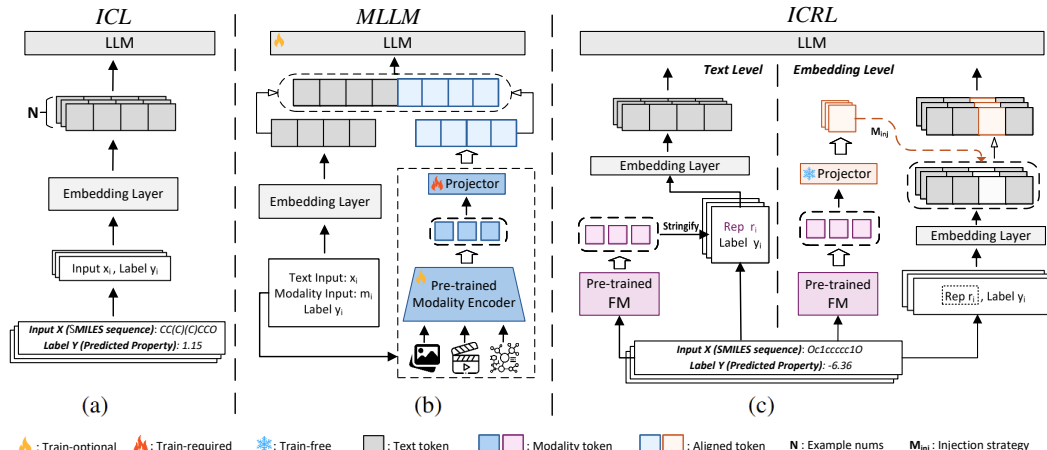 ICL
LLM
N
Embedding Layer
Input xi , Label yi
Input X (SMILES sequence): CC(C)(C)CCO
Label Y (Predicted Property): 1.15
(a)
MLLM
LLM
Projector
Embedding Layer
Text Input: xi
Modality Input: mi
Label yi
Pre-trained
Modality Encoder
(b)
ICRL
LLM
Text Level
Embedding Level
Minj
Embedding Layer
Projector
Stringify
Rep ri
Label yi
Embedding Layer
Pre-trained
FM
Pre-trained
FM
Rep ri , Label yi
Input X (SMILES sequence): Oc1ccccc1O
Label Y (Predicted Property): -6.36
(c)
: Train-optional
: Train-required
: Train-free
: Text token
: Modality token
: Aligned token
N : Example nums
Minj : Injection strategy